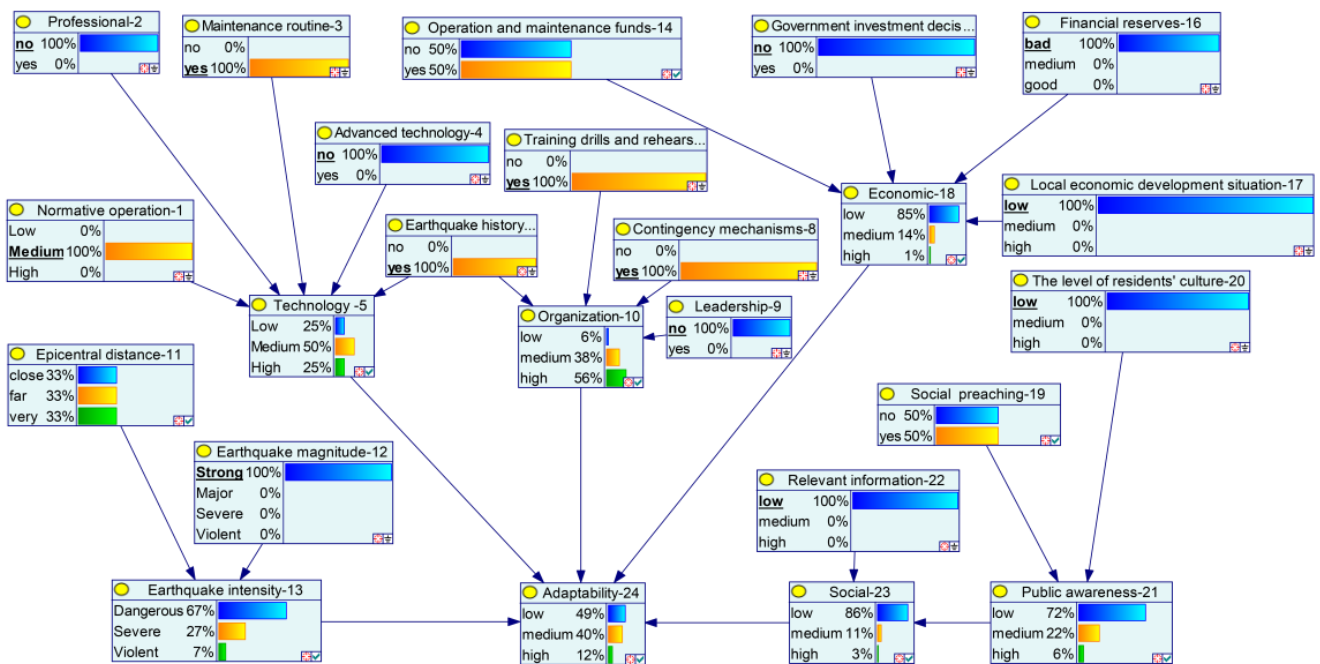 Professional-2
no 100%
yes 0%
Maintenance routine-3
no 0%
yes 100%
Operation and maintenance funds-14
no 50%
yes 50%
Government investment decis...
no 100%
yes 0%
Financial reserves-16
bad 100%
medium 0%
good 0%
Advanced technology-4
no 100%
yes 0%
Training drills and rehears...
no 0%
yes 100%
Economic-18
low 85%
medium 14%
high 1%
Local economic development situation-17
low 100%
medium 0%
high 0%
Normative operation-1
Low 0%
Medium 100%
High 0%
Earthquake history...
no 0%
yes 100%
Contingency mechanisms-8
no 0%
yes 100%
The level of residents' culture-20
low 100%
medium 0%
high 0%
Technology -5
Low 25%
Medium 50%
High 25%
Organization-10
low 6%
medium 38%
high 56%
Leadership-9
no 100%
yes 0%
Epicentral distance-11
close 33%
far 33%
very 33%
Social preaching-19
no 50%
yes 50%
Earthquake magnitude-12
Strong 100%
Major 0%
Severe 0%
Violent 0%
Relevant information-22
low 100%
medium 0%
high 0%
Earthquake intensity-13
Dangerous 67%
Severe 27%
Violent 7%
Adaptability-24
low 49%
medium 40%
high 12%
Social-23
low 86%
medium 11%
high 3%
Public awareness-21
low 72%
medium 22%
high 6%